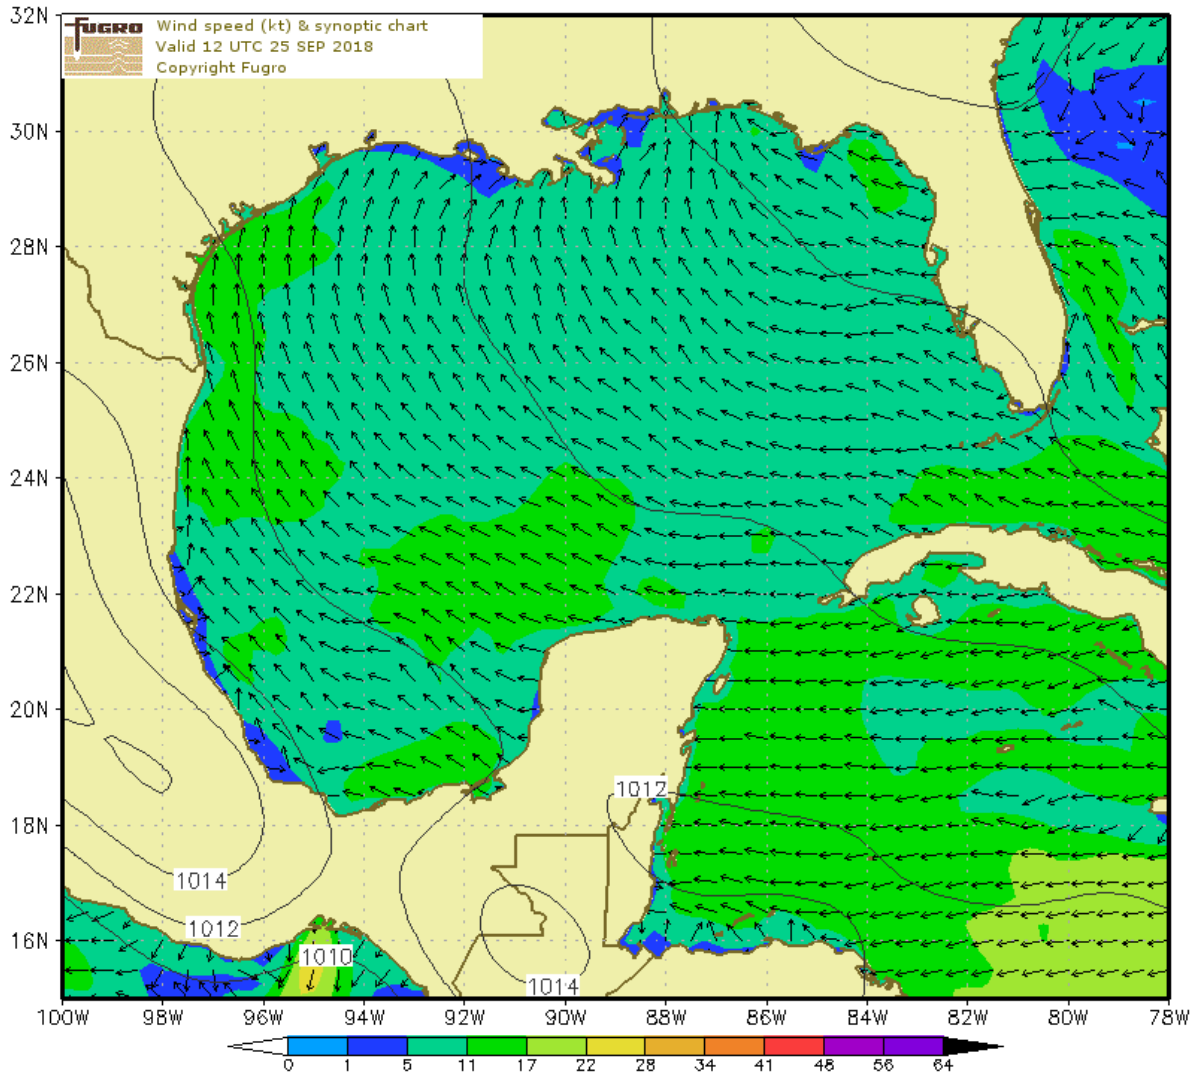 FUGRO
Wind speed (kt) & synoptic chart
Valid 12 UTC 25 SEP 2018
Copyright Fugro
32N
30N
28N
26N
24N
22N
20N
18N
16N
1012
1014
1012
1010
1014
100W 98W 96W 94W 92W 90W 88W 86W 84W 82W 80W 78W
0 1 5 11 17 22 28 34 41 48 56 64